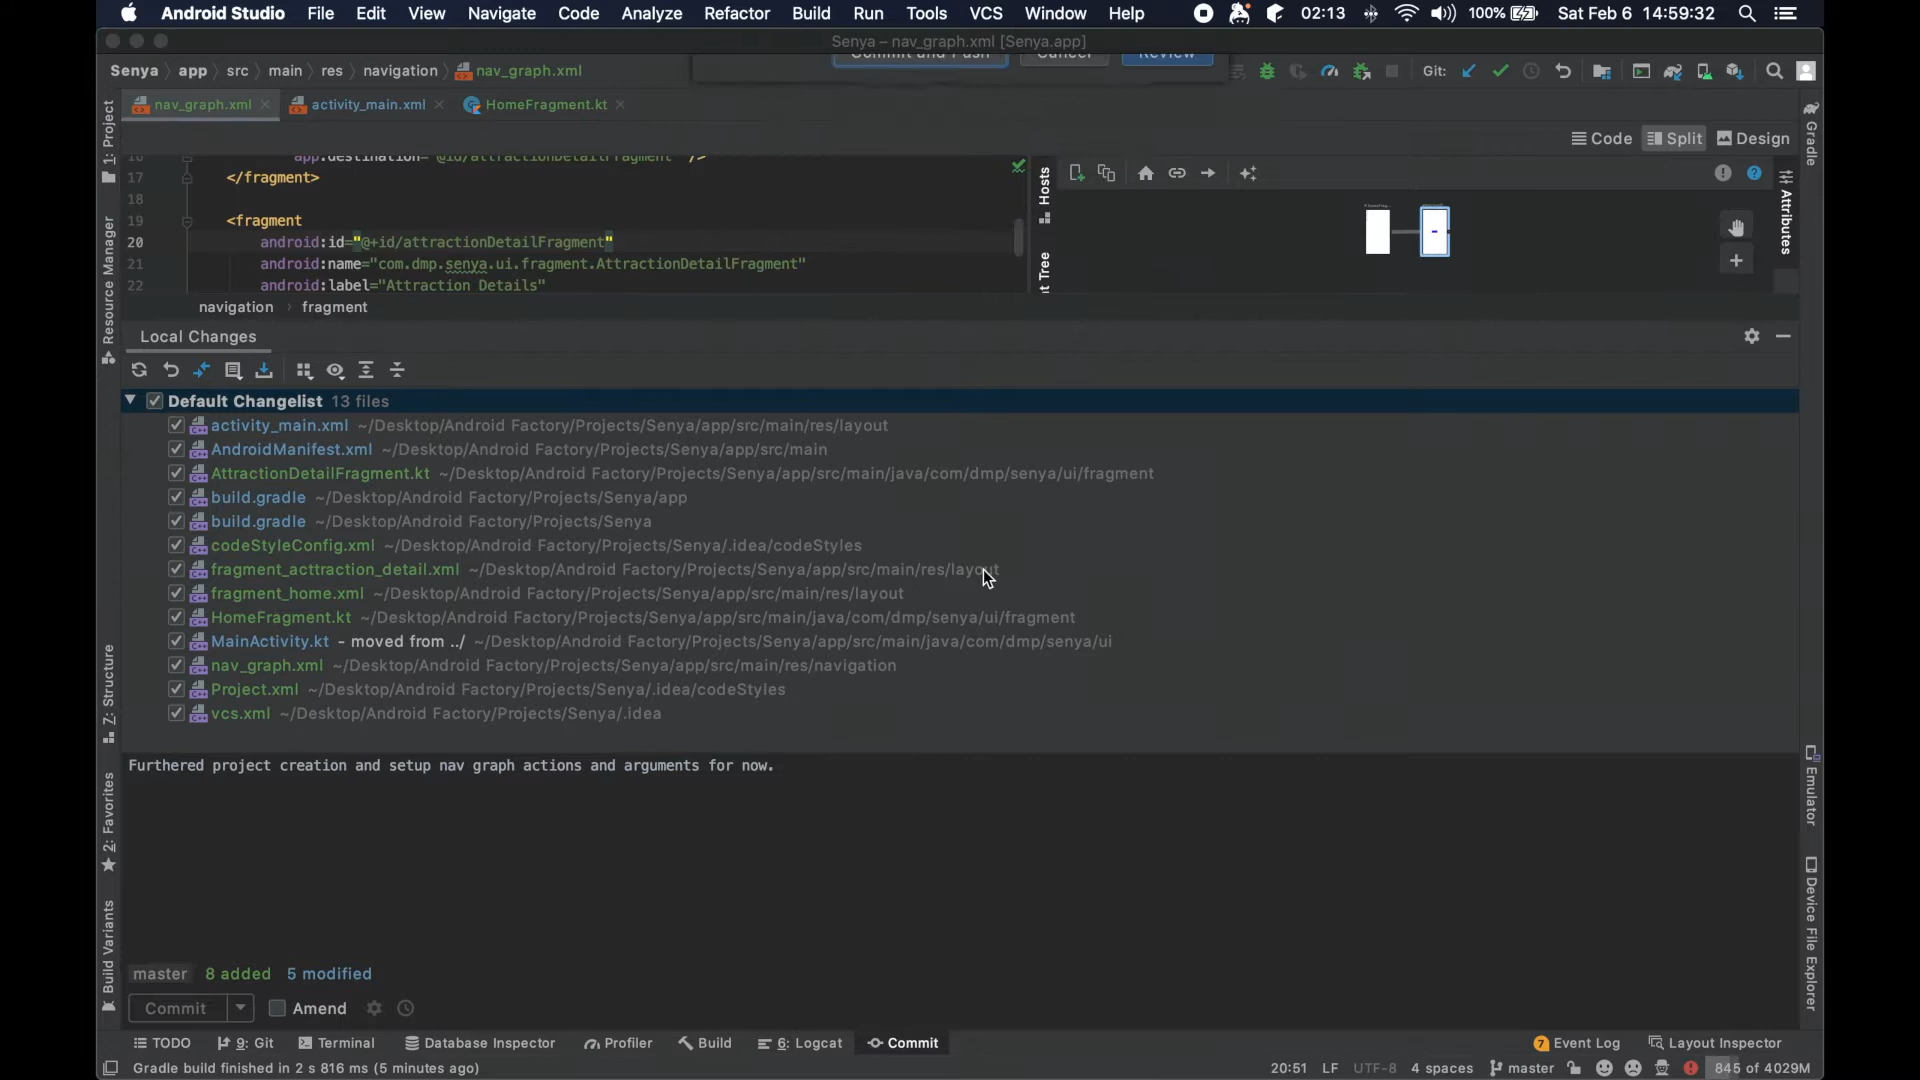 Android Studio File Edit View Navigate Code Analyze Refactor Build Run Tools VCS Window Help 02:13 100% Sat Feb 6 14:59:32
Senya – nav_graph.xml [Senya.app]
Commit and Push Cancel Review
Senya app src main res navigation nav_graph.xml Git:
nav_graph.xml activity_main.xml HomeFragment.kt
Code Split Design
16 app:destination="@id/attractionDetailFragment" />
17 </fragment>
18
19 <fragment
20 android:id="@+id/attractionDetailFragment"
21 android:name="com.dmp.senya.ui.fragment.AttractionDetailFragment"
22 android:label="Attraction Details"
navigation › fragment
Hosts
Attributes
Gradle
1: Project
Resource Manager
Local Changes
Default Changelist 13 files
activity_main.xml ~/Desktop/Android Factory/Projects/Senya/app/src/main/res/layout
AndroidManifest.xml ~/Desktop/Android Factory/Projects/Senya/app/src/main
AttractionDetailFragment.kt ~/Desktop/Android Factory/Projects/Senya/app/src/main/java/com/dmp/senya/ui/fragment
build.gradle ~/Desktop/Android Factory/Projects/Senya/app
build.gradle ~/Desktop/Android Factory/Projects/Senya
codeStyleConfig.xml ~/Desktop/Android Factory/Projects/Senya/.idea/codeStyles
fragment_acttraction_detail.xml ~/Desktop/Android Factory/Projects/Senya/app/src/main/res/layout
fragment_home.xml ~/Desktop/Android Factory/Projects/Senya/app/src/main/res/layout
HomeFragment.kt ~/Desktop/Android Factory/Projects/Senya/app/src/main/java/com/dmp/senya/ui/fragment
MainActivity.kt - moved from ../ ~/Desktop/Android Factory/Projects/Senya/app/src/main/java/com/dmp/senya/ui
nav_graph.xml ~/Desktop/Android Factory/Projects/Senya/app/src/main/res/navigation
Project.xml ~/Desktop/Android Factory/Projects/Senya/.idea/codeStyles
vcs.xml ~/Desktop/Android Factory/Projects/Senya/.idea
Furthered project creation and setup nav graph actions and arguments for now.
Z: Structure
2: Favorites
Build Variants
Emulator
Device File Explorer
master 8 added 5 modified
Commit Amend
TODO 9: Git Terminal Database Inspector Profiler Build 6: Logcat Commit 7 Event Log Layout Inspector
Gradle build finished in 2 s 816 ms (5 minutes ago) 20:51 LF UTF-8 4 spaces master 845 of 4029M